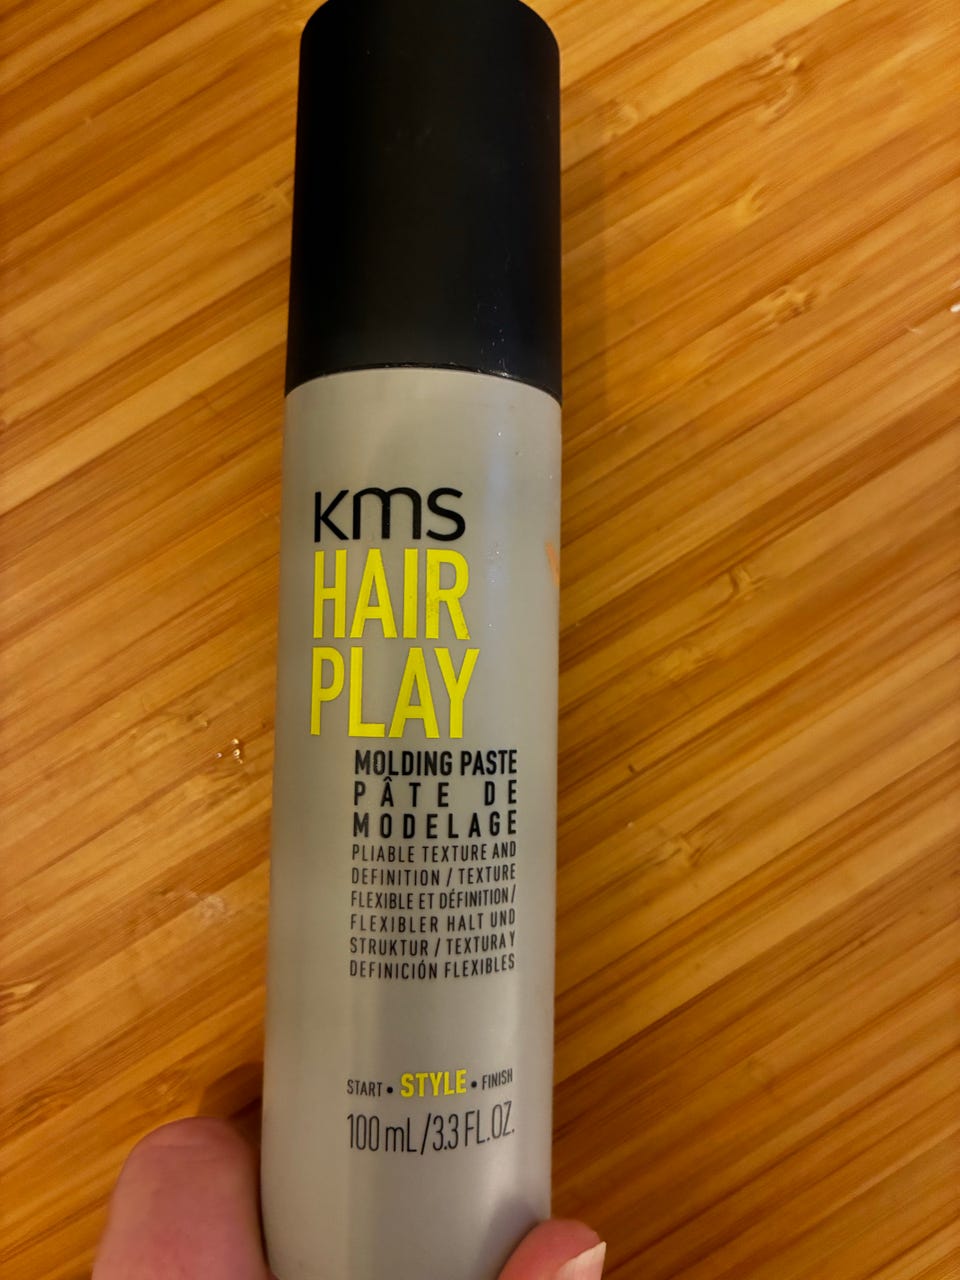 KMS
HAIR
PLAY
MOLDING PASTE
PÂTE DE
MODELAGE
PLIABLE TEXTURE AND
DEFINITION / TEXTURE
FLEXIBLE ET DÉFINITION /
FLEXIBLER HALT UND
STRUKTUR / TEXTURA Y
DEFINICIÓN FLEXIBLES
START • STYLE • FINISH
100 mL/3.3 FL.OZ.